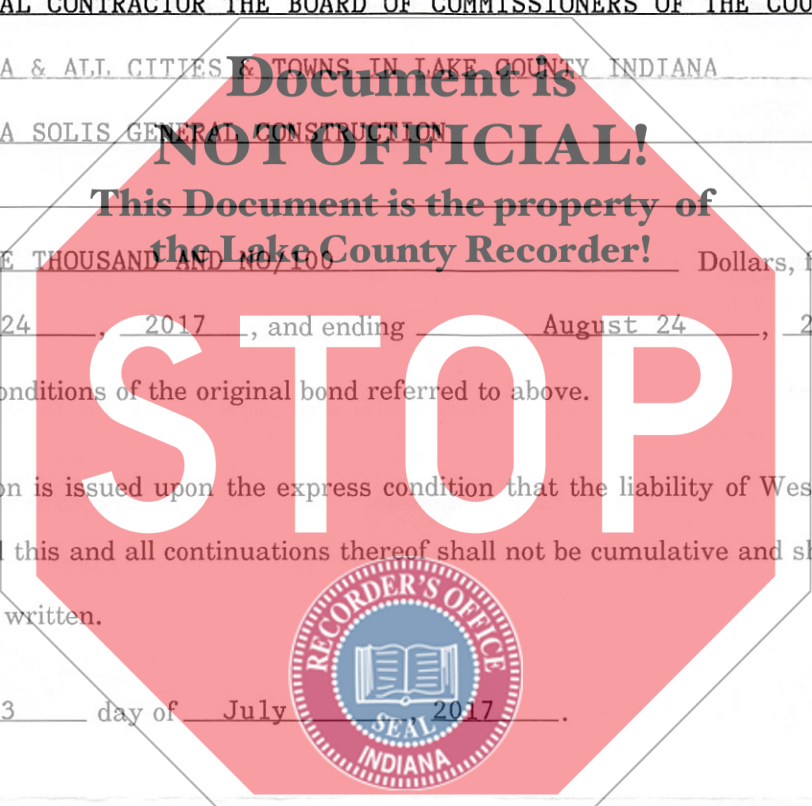 AL CONTRACTOR THE BOARD OF COMMISSIONERS OF THE COU
A & ALL CITIES & TOWNS IN LAKE COUNTY INDIANA
Document is
A SOLIS GENERAL CONSTRUCTION
NOT OFFICIAL!
This Document is the property of
the Lake County Recorder!
E THOUSAND AND NO/100 Dollars, f
24 , 2017 , and ending August 24 , 2
STOP
onditions of the original bond referred to above.
on is issued upon the express condition that the liability of Wes
l this and all continuations thereof shall not be cumulative and sh
written.
RECORDER'S OFFICE
3 day of July , 2017 .
SEAL
INDIANA